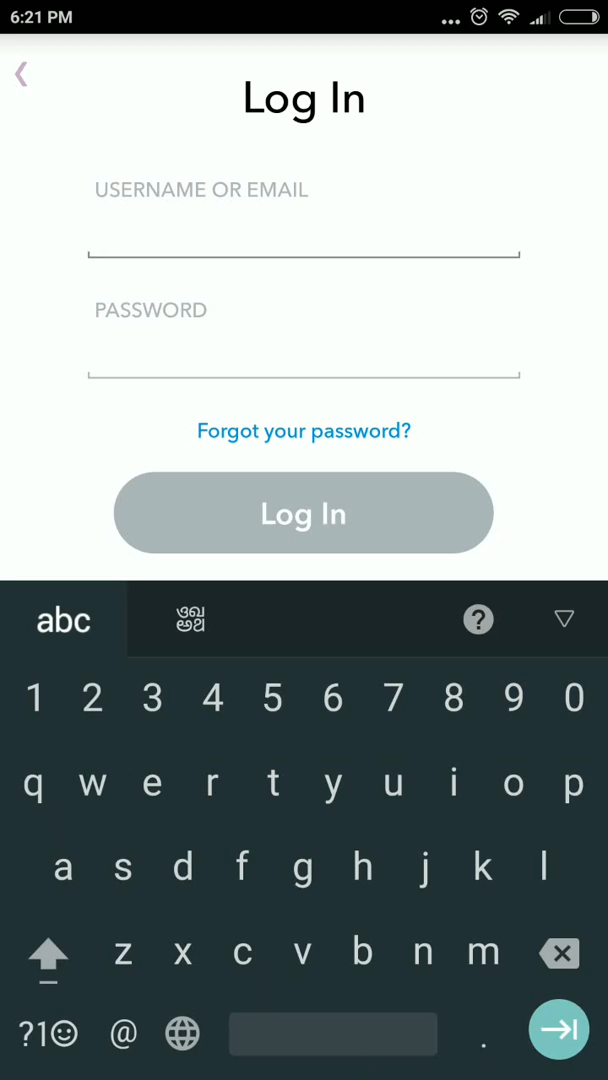 6:21 PM
Log In
USERNAME OR EMAIL
PASSWORD
Forgot your password?
Log In
abc
1 2 3 4 5 6 7 8 9 0
q w e r t y u i o p
a s d f g h j k l
z x c v b n m
?1☺ @ .